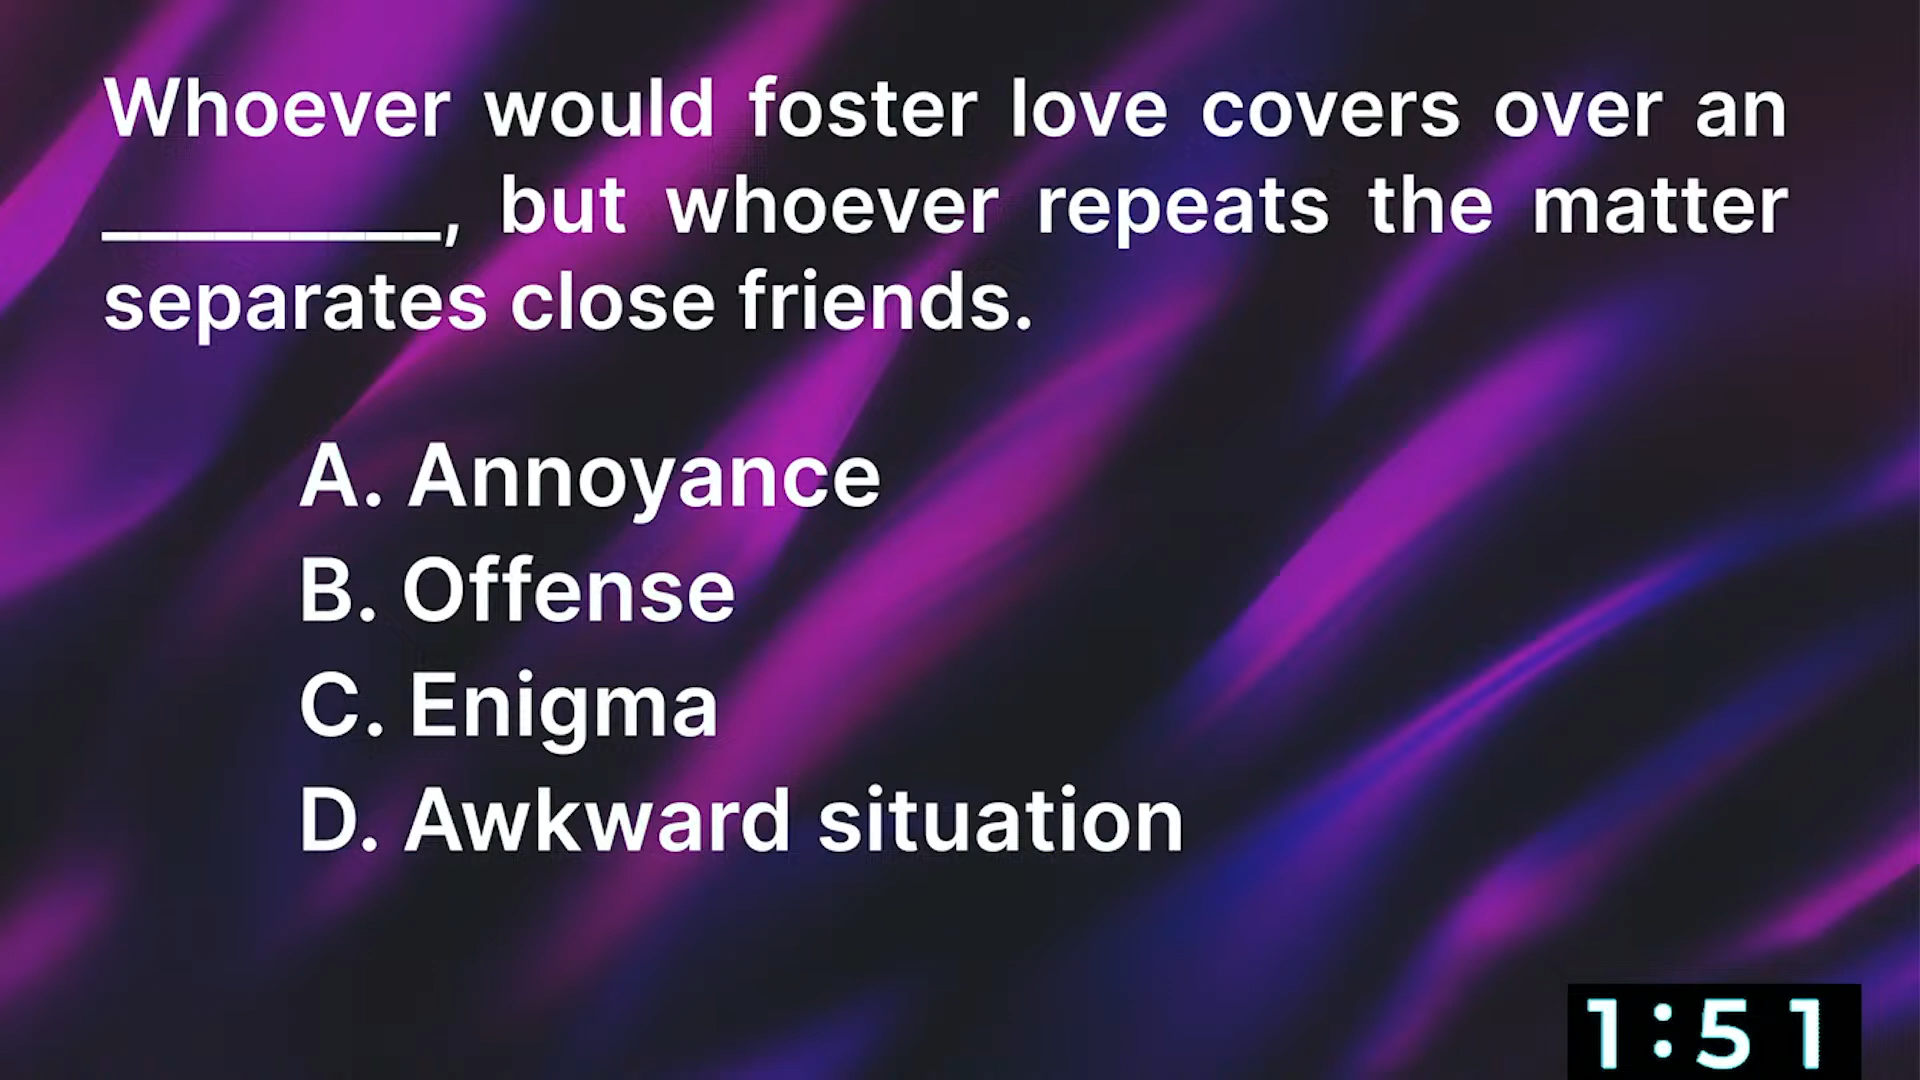 Whoever would foster love covers over an
_________, but whoever repeats the matter
separates close friends.
A. Annoyance
B. Offense
C. Enigma
D. Awkward situation
1:51